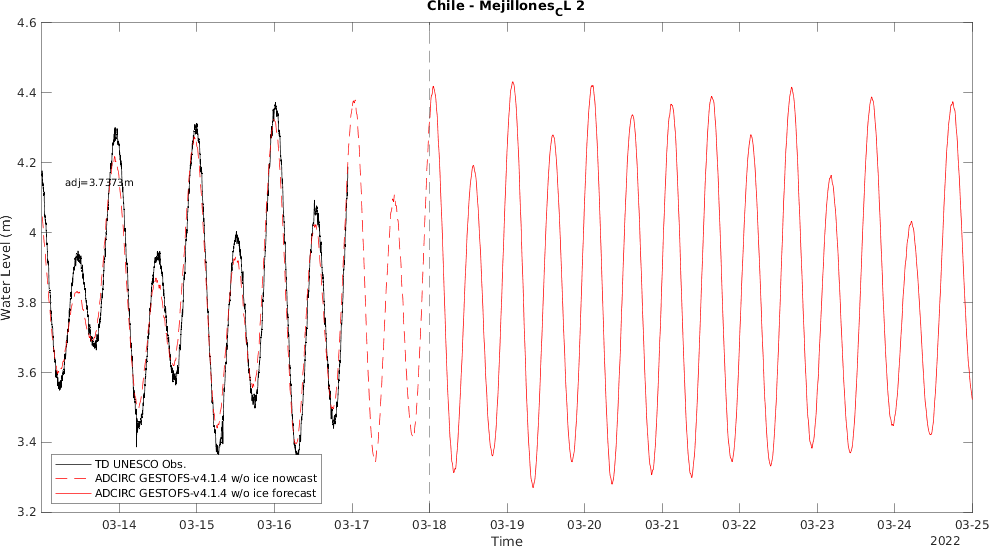 Chile - Mejillones_CL 2
4.6
4.4
4.2
4
3.8
3.6
3.4
3.2
Water Level (m)
adj=3.7373m
TD UNESCO Obs.
ADCIRC GESTOFS-v4.1.4 w/o ice nowcast
ADCIRC GESTOFS-v4.1.4 w/o ice forecast
03-14 03-15 03-16 03-17 03-18 03-19 03-20 03-21 03-22 03-23 03-24 03-25
Time
2022